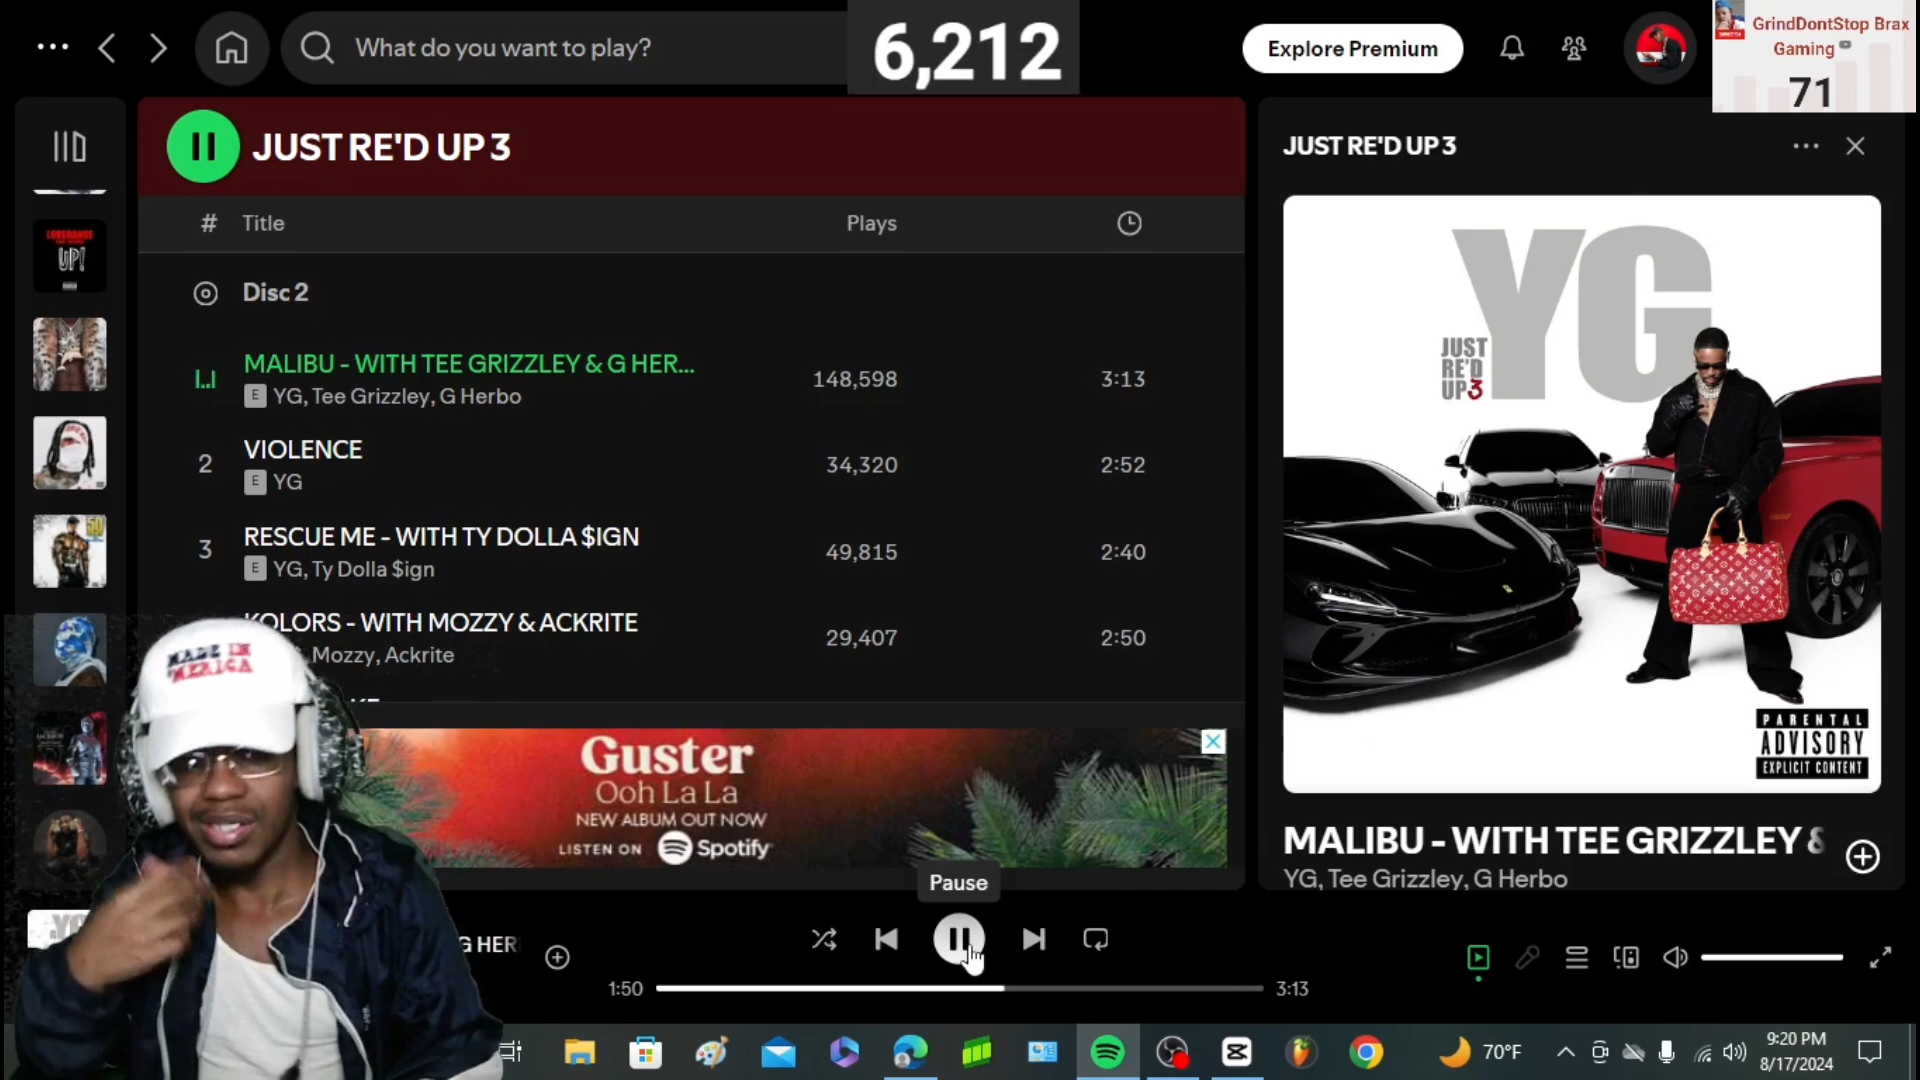 What do you want to play?
6,212
Explore Premium
GrindDontStop Brax
Gaming
71
JUST RE'D UP 3
# Title Plays
Disc 2
MALIBU - WITH TEE GRIZZLEY & G HER...
148,598
3:13
E YG, Tee Grizzley, G Herbo
2
VIOLENCE
34,320
2:52
E YG
3
RESCUE ME - WITH TY DOLLA $IGN
49,815
2:40
E YG, Ty Dolla $ign
KOLORS - WITH MOZZY & ACKRITE
29,407
2:50
Mozzy, Ackrite
JUST RE'D UP 3
YG
JUST
RE'D
UP3
PARENTAL
ADVISORY
EXPLICIT CONTENT
MALIBU - WITH TEE GRIZZLEY &
YG, Tee Grizzley, G Herbo
UP!
MADE IN
'MERICA
Guster
Ooh La La
NEW ALBUM OUT NOW
LISTEN ON Spotify
Pause
G HER
1:50
3:13
70°F
9:20 PM
8/17/2024